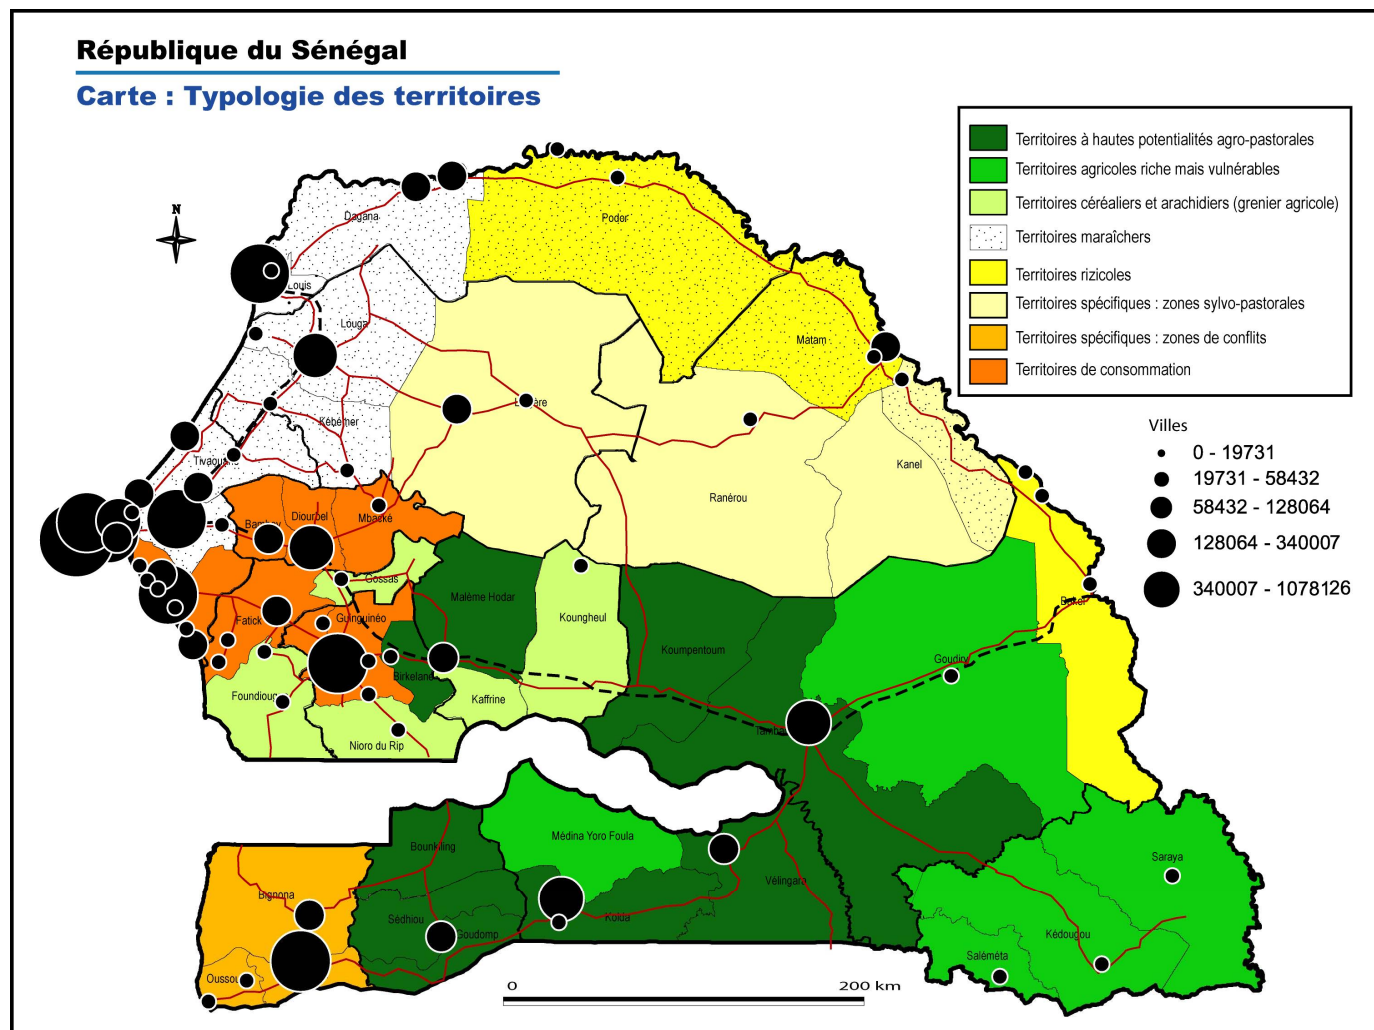 République du Sénégal
Carte : Typologie des territoires
Territoires à hautes potentialités agro-pastorales
Territoires agricoles riche mais vulnérables
Territoires céréaliers et arachidiers (grenier agricole)
Territoires maraîchers
Territoires rizicoles
Territoires spécifiques : zones sylvo-pastorales
Territoires spécifiques : zones de conflits
Territoires de consommation
Villes
0 - 19731
19731 - 58432
58432 - 128064
128064 - 340007
340007 - 1078126
N
Dagana
Podor
Louis
Louga
Matam
Kébémer
Kanel
Ranérou
Diourbel
Mbacké
Gossas
Malème Hodar
Koungheul
Guinguinéo
Fatick
Koumpentoum
Goudiry
Birkelane
Kaffrine
Nioro du Rip
Médina Yoro Foula
Bounkiling
Saraya
Vélingara
Bignona
Sédhiou
Goudomp
Kolda
Kédougou
Saléméta
0
200 km